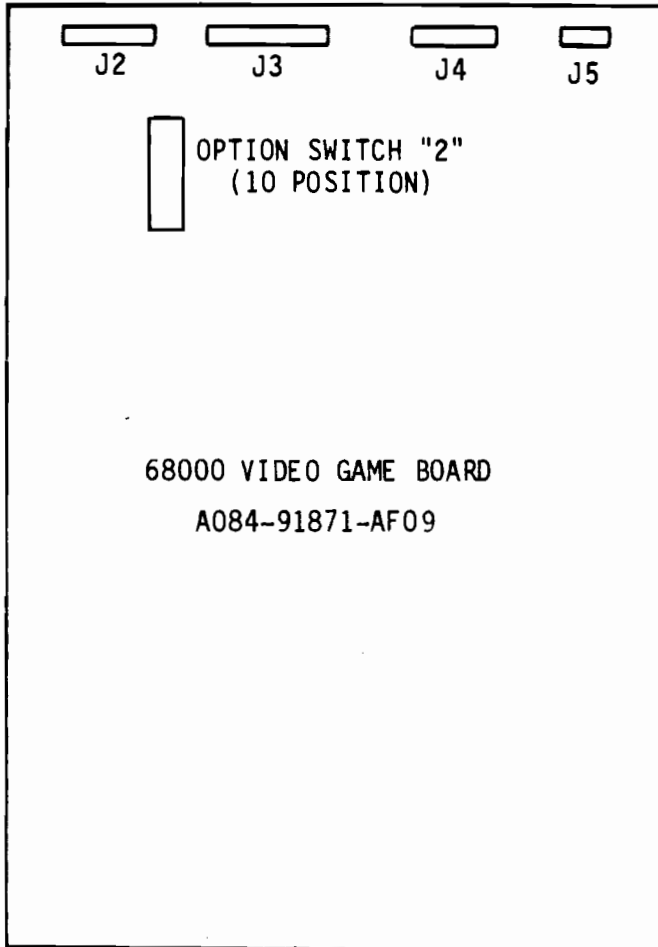 J2 J3 J4 J5
OPTION SWITCH "2"
(10 POSITION)
68000 VIDEO GAME BOARD
A084-91871-AF09